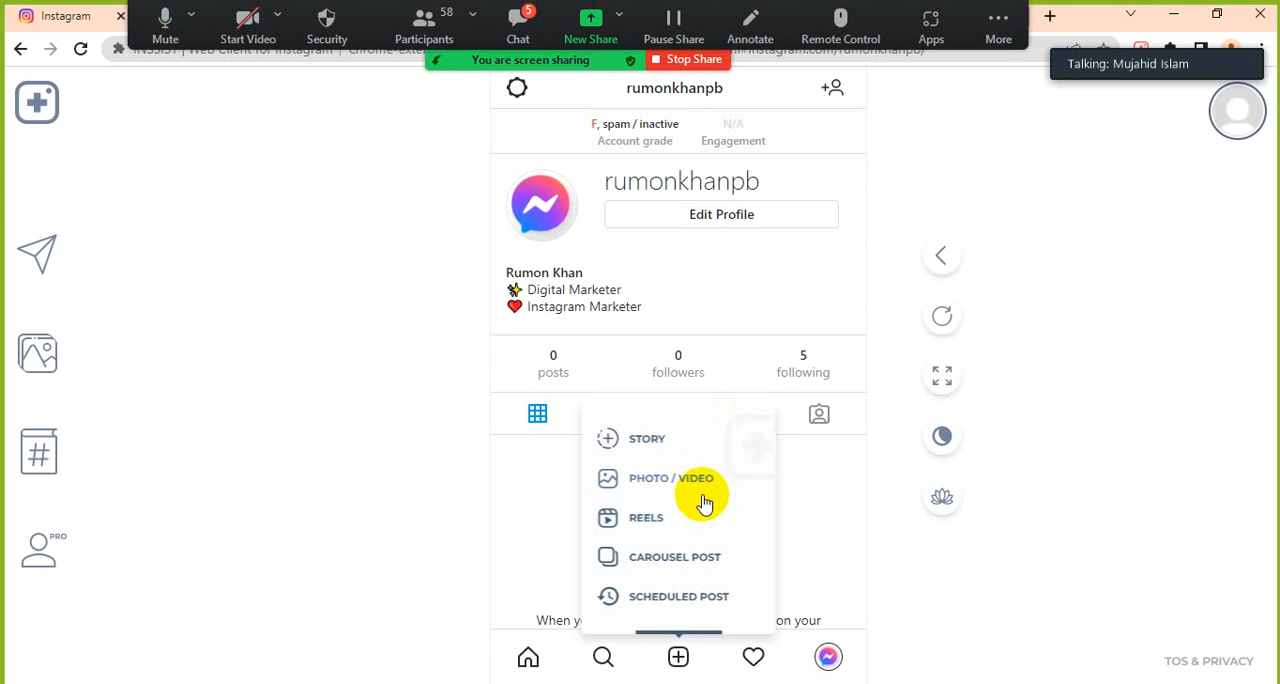 Instagram
Mute
Start Video
Security
58
Participants
5
Chat
New Share
Pause Share
Annotate
Remote Control
Apps
More
You are screen sharing
Stop Share
Talking: Mujahid Islam
rumonkhanpb
F, spam / inactive
Account grade
N/A
Engagement
rumonkhanpb
Edit Profile
Rumon Khan
✨ Digital Marketer
❤️ Instagram Marketer
0
posts
0
followers
5
following
STORY
PHOTO / VIDEO
REELS
CAROUSEL POST
SCHEDULED POST
When
on your
#
PRO
TOS & PRIVACY